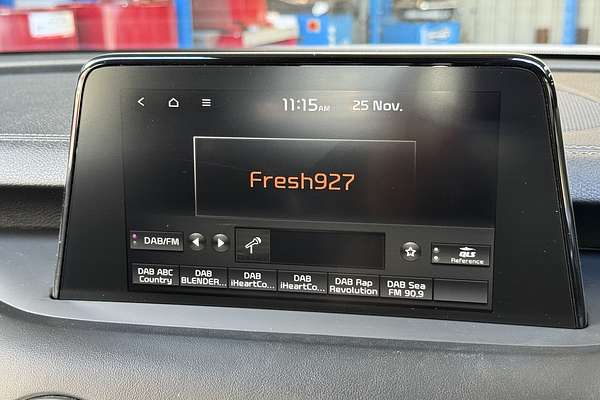 11:15AM 25 Nov.
Fresh927
DAB/FM
QLS
Reference
DAB ABC
Country
DAB
BLENDER...
DAB
iHeartCo...
DAB
iHeartCo...
DAB Rap
Revolution
DAB Sea
FM 90.9